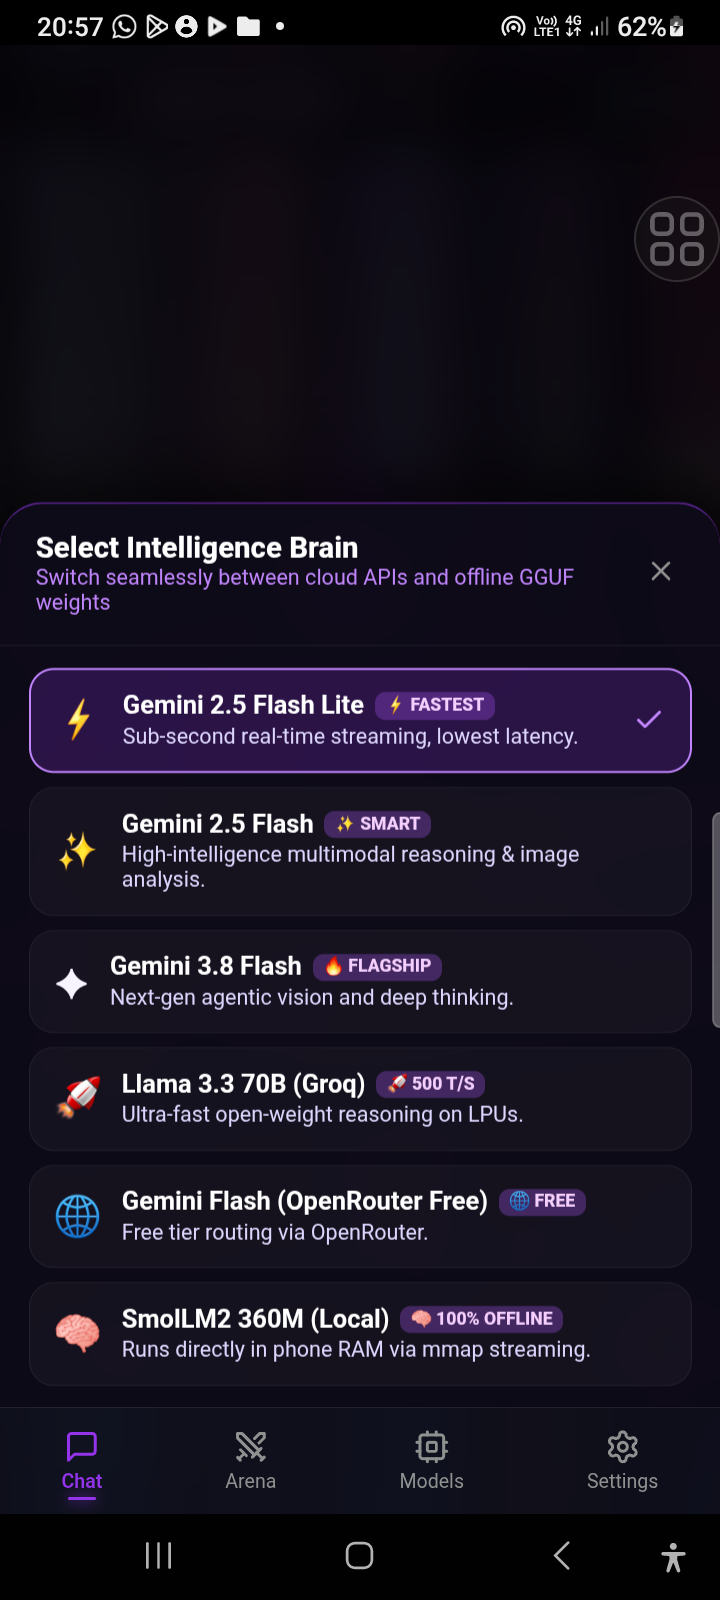 20:57
Vo)) 4G
LTE1
62%
Select Intelligence Brain
Switch seamlessly between cloud APIs and offline GGUF
weights
Gemini 2.5 Flash Lite ⚡ FASTEST
Sub-second real-time streaming, lowest latency.
Gemini 2.5 Flash ✨ SMART
High-intelligence multimodal reasoning & image
analysis.
Gemini 3.8 Flash 🔥 FLAGSHIP
Next-gen agentic vision and deep thinking.
Llama 3.3 70B (Groq) 🚀 500 T/S
Ultra-fast open-weight reasoning on LPUs.
Gemini Flash (OpenRouter Free) 🌐 FREE
Free tier routing via OpenRouter.
SmolLM2 360M (Local) 🧠 100% OFFLINE
Runs directly in phone RAM via mmap streaming.
Chat Arena Models Settings